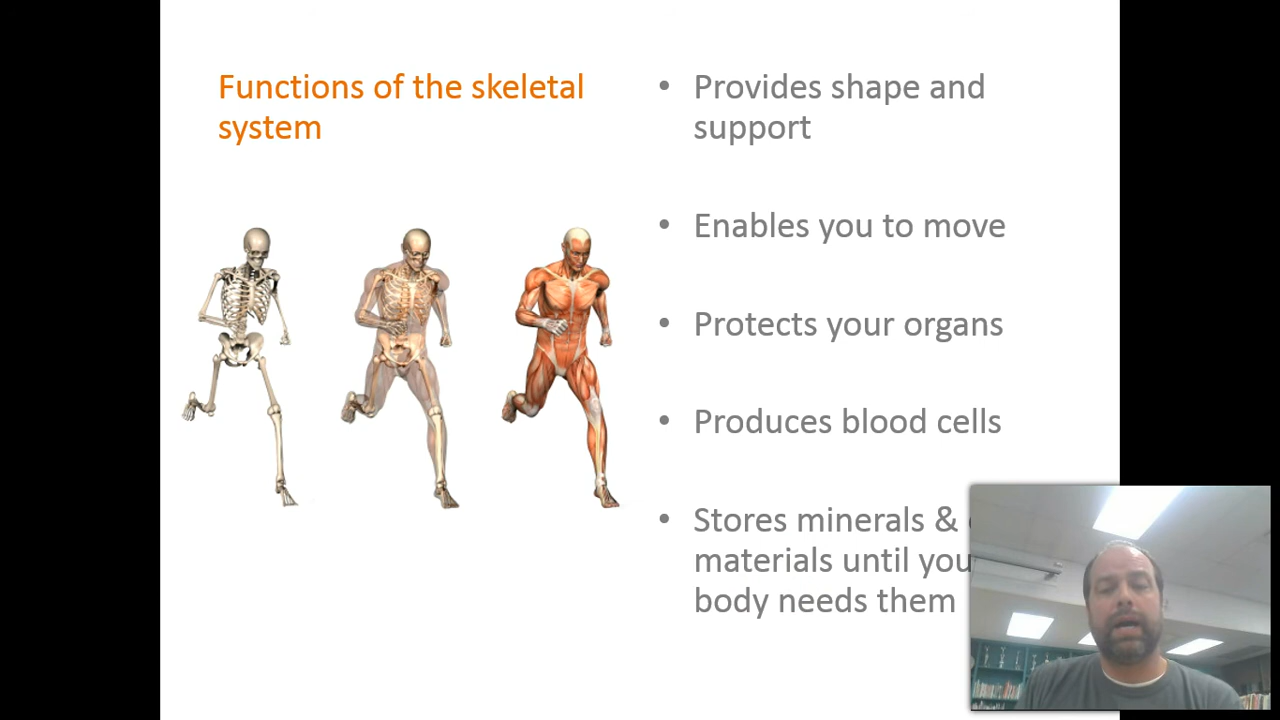 Functions of the skeletal
system
• Provides shape and
support
• Enables you to move
• Protects your organs
• Produces blood cells
• Stores minerals &
materials until
body needs them